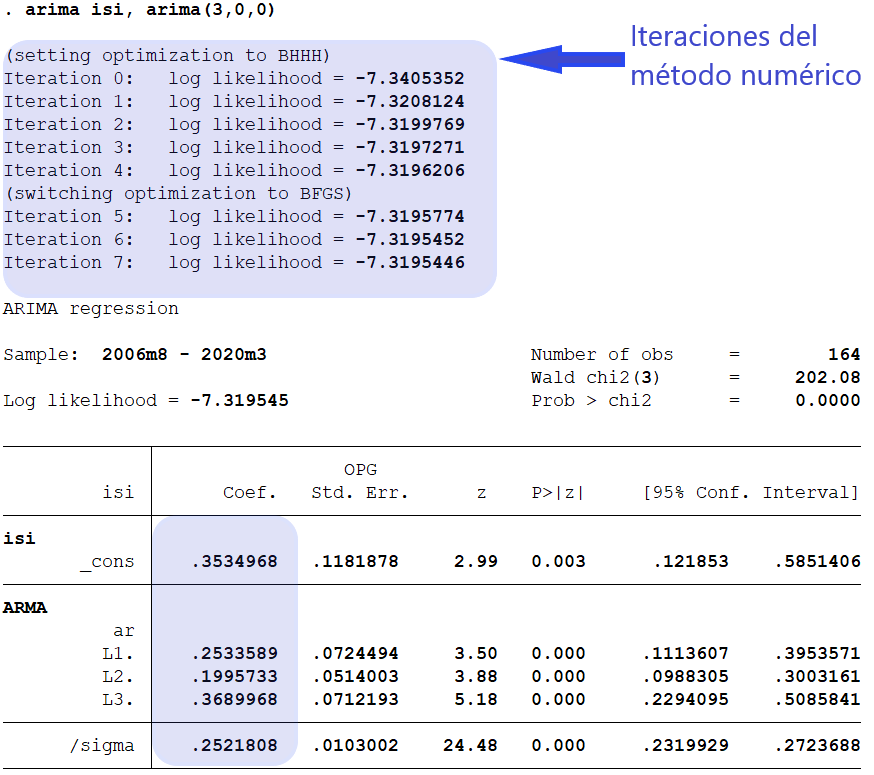 . arima isi, arima(3,0,0)
Iteraciones del
método numérico
(setting optimization to BHHH)
Iteration 0: log likelihood = -7.3405352
Iteration 1: log likelihood = -7.3208124
Iteration 2: log likelihood = -7.3199769
Iteration 3: log likelihood = -7.3197271
Iteration 4: log likelihood = -7.3196206
(switching optimization to BFGS)
Iteration 5: log likelihood = -7.3195774
Iteration 6: log likelihood = -7.3195452
Iteration 7: log likelihood = -7.3195446
ARIMA regression
Sample: 2006m8 - 2020m3 Number of obs = 164
Wald chi2(3) = 202.08
Log likelihood = -7.319545 Prob > chi2 = 0.0000
OPG
isi Coef. Std. Err. z P>|z| [95% Conf. Interval]
isi
_cons .3534968 .1181878 2.99 0.003 .121853 .5851406
ARMA
ar
L1. .2533589 .0724494 3.50 0.000 .1113607 .3953571
L2. .1995733 .0514003 3.88 0.000 .0988305 .3003161
L3. .3689968 .0712193 5.18 0.000 .2294095 .5085841
/sigma .2521808 .0103002 24.48 0.000 .2319929 .2723688